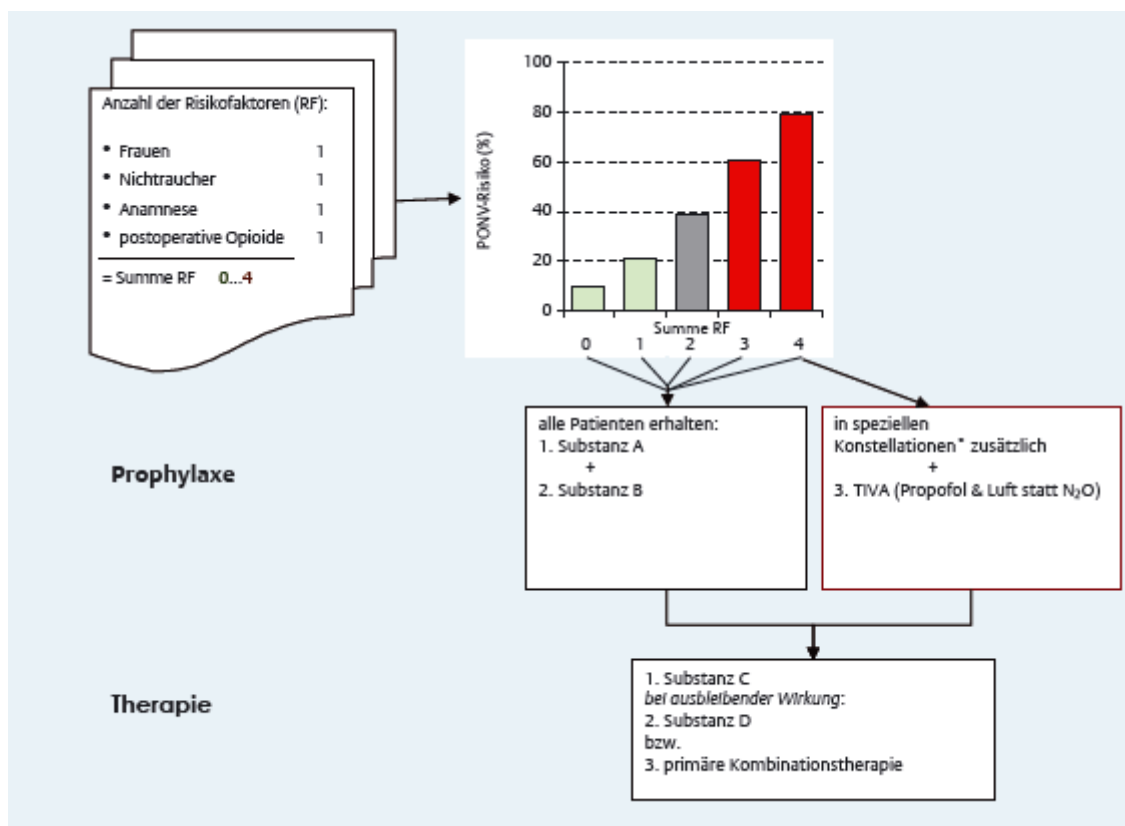 Anzahl der Risikofaktoren (RF):
• Frauen 1
• Nichtraucher 1
• Anamnese 1
• postoperative Opioide 1
= Summe RF 0...4
PONV-Risiko (%)
100
80
60
40
20
0
Summe RF
0 1 2 3 4
Prophylaxe
alle Patienten erhalten:
1. Substanz A
+
2. Substanz B
in speziellen
Konstellationen* zusätzlich
+
3. TIVA (Propofol & Luft statt N₂O)
Therapie
1. Substanz C
bei ausbleibender Wirkung:
2. Substanz D
bzw.
3. primäre Kombinationstherapie